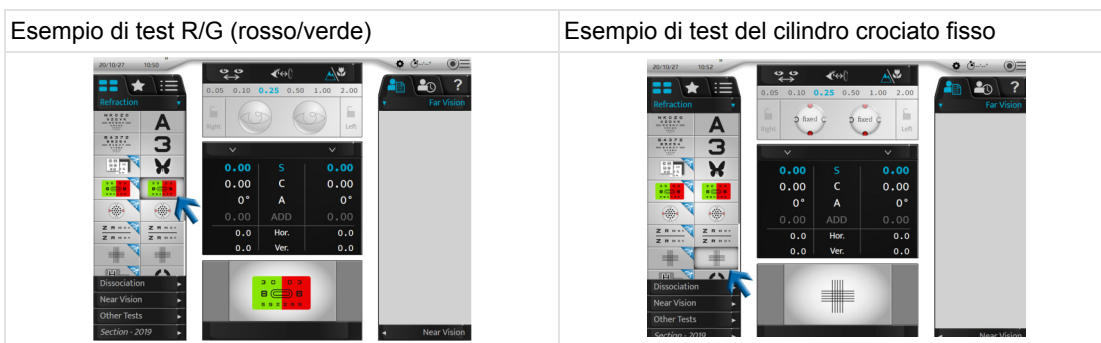 Esempio di test R/G (rosso/verde)
Esempio di test del cilindro crociato fisso
20/10/27 10:50
?
0.05 0.10 0.25 0.50 1.00 2.00
Refraction
Far Vision
A
Right
Left
3
0.00 S 0.00
0.00 C 0.00
0° A 0°
0.00 ADD 0.00
0.0 Hor. 0.0
0.0 Ver. 0.0
Dissociation
Near Vision
Other Tests
Section - 2019
Near Vision
20/10/27 10:52
?
0.05 0.10 0.25 0.50 1.00 2.00
Refraction
Far Vision
A
Right
fixed
fixed
Left
3
0.00 S 0.00
0.00 C 0.00
0° A 0°
0.00 ADD 0.00
0.0 Hor. 0.0
0.0 Ver. 0.0
Dissociation
Near Vision
Other Tests
Section - 2019
Near Vision